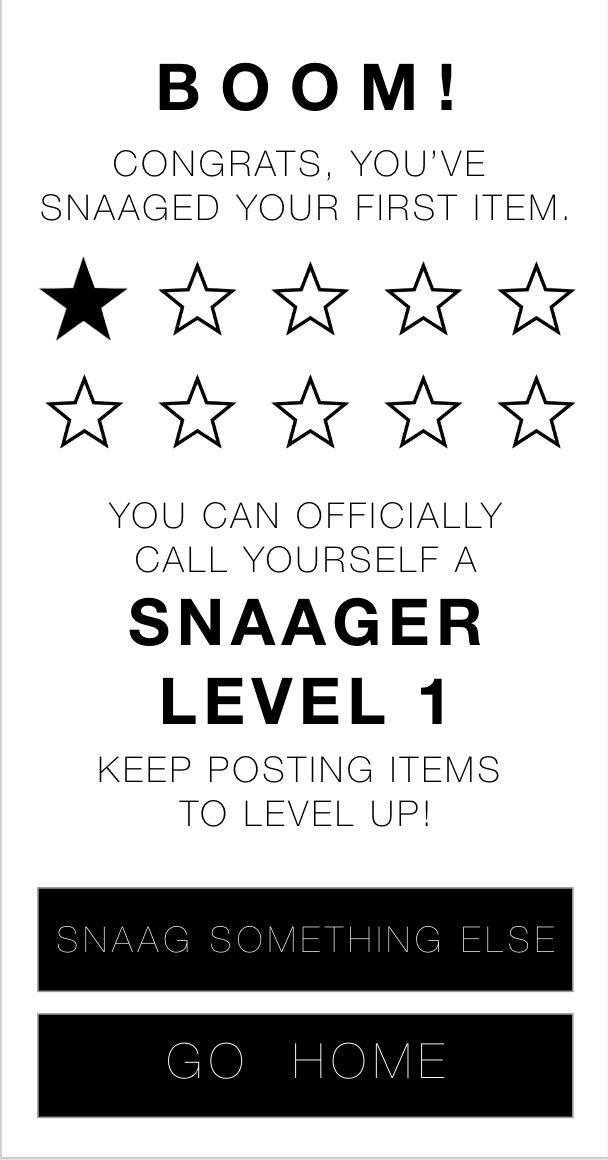 BOOM!
CONGRATS, YOU’VE
SNAAGED YOUR FIRST ITEM.
YOU CAN OFFICIALLY
CALL YOURSELF A
SNAAGER
LEVEL 1
KEEP POSTING ITEMS
TO LEVEL UP!
SNAAG SOMETHING ELSE
GO HOME